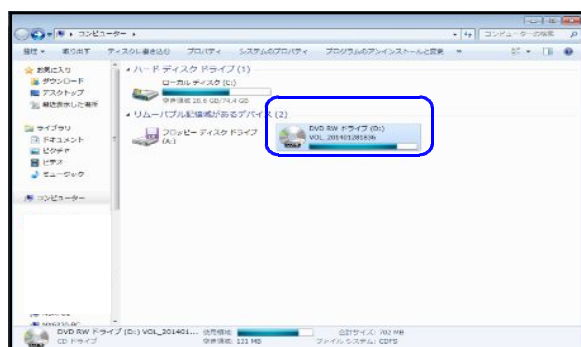 コンピューター
コンピューターの検索
整理 取り出す ディスクに書き込む プロパティ システムのプロパティ プログラムのアンインストールと変更
お気に入り
ダウンロード
デスクトップ
最近表示した場所
ライブラリ
ドキュメント
ピクチャ
ビデオ
ミュージック
コンピューター
ハード ディスク ドライブ (1)
ローカル ディスク (C:)
空き領域 28.6 GB/74.4 GB
リムーバブル記憶域があるデバイス (2)
フロッピー ディスク ドライブ
(A:)
DVD RW ドライブ (D:)
DVD RW ドライブ (D:) VOL_201401... 使用領域: 合計サイズ: 702 MB
CD ドライブ 空き領域: 131 MB ファイル システム: CDFS